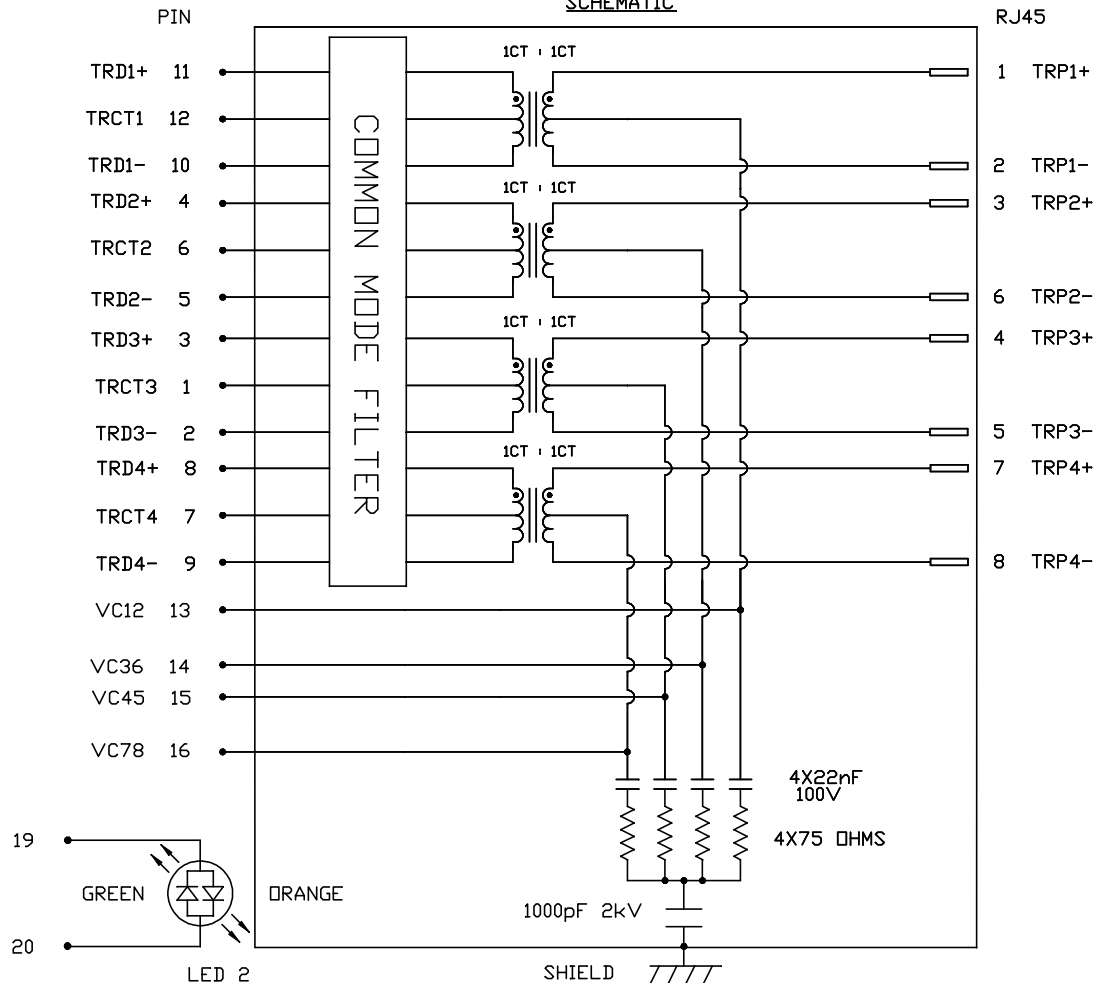 SCHEMATIC
PIN
RJ45
1CT : 1CT
TRD1+ 11
1 TRP1+
TRCT1 12
TRD1- 10
2 TRP1-
1CT : 1CT
TRD2+ 4
3 TRP2+
TRCT2 6
TRD2- 5
6 TRP2-
1CT : 1CT
TRD3+ 3
4 TRP3+
TRCT3 1
TRD3- 2
5 TRP3-
1CT : 1CT
TRD4+ 8
7 TRP4+
TRCT4 7
TRD4- 9
8 TRP4-
COMMON MODE FILTER
VC12 13
VC36 14
VC45 15
VC78 16
4X22nF
100V
4X75 OHMS
19
GREEN
ORANGE
1000pF 2kV
20
LED 2
SHIELD